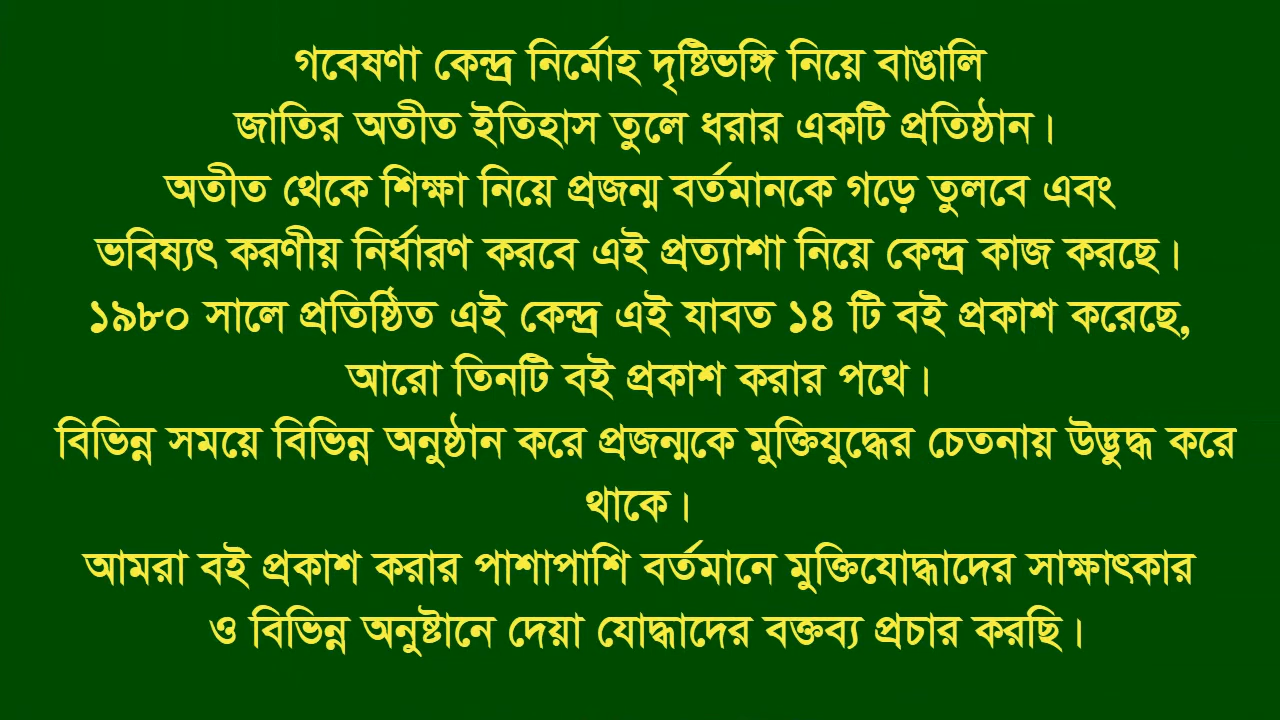 গবেষণা কেন্দ্র নির্মোহ দৃষ্টিভঙ্গি নিয়ে বাঙালি
জাতির অতীত ইতিহাস তুলে ধরার একটি প্রতিষ্ঠান।
অতীত থেকে শিক্ষা নিয়ে প্রজন্ম বর্তমানকে গড়ে তুলবে এবং
ভবিষ্যৎ করণীয় নির্ধারণ করবে এই প্রত্যাশা নিয়ে কেন্দ্র কাজ করছে।
১৯৮০ সালে প্রতিষ্ঠিত এই কেন্দ্র এই যাবত ১৪ টি বই প্রকাশ করেছে,
আরো তিনটি বই প্রকাশ করার পথে।
বিভিন্ন সময়ে বিভিন্ন অনুষ্ঠান করে প্রজন্মকে মুক্তিযুদ্ধের চেতনায় উদ্ভুদ্ধ করে
থাকে।
আমরা বই প্রকাশ করার পাশাপাশি বর্তমানে মুক্তিযোদ্ধাদের সাক্ষাৎকার
ও বিভিন্ন অনুষ্টানে দেয়া যোদ্ধাদের বক্তব্য প্রচার করছি।